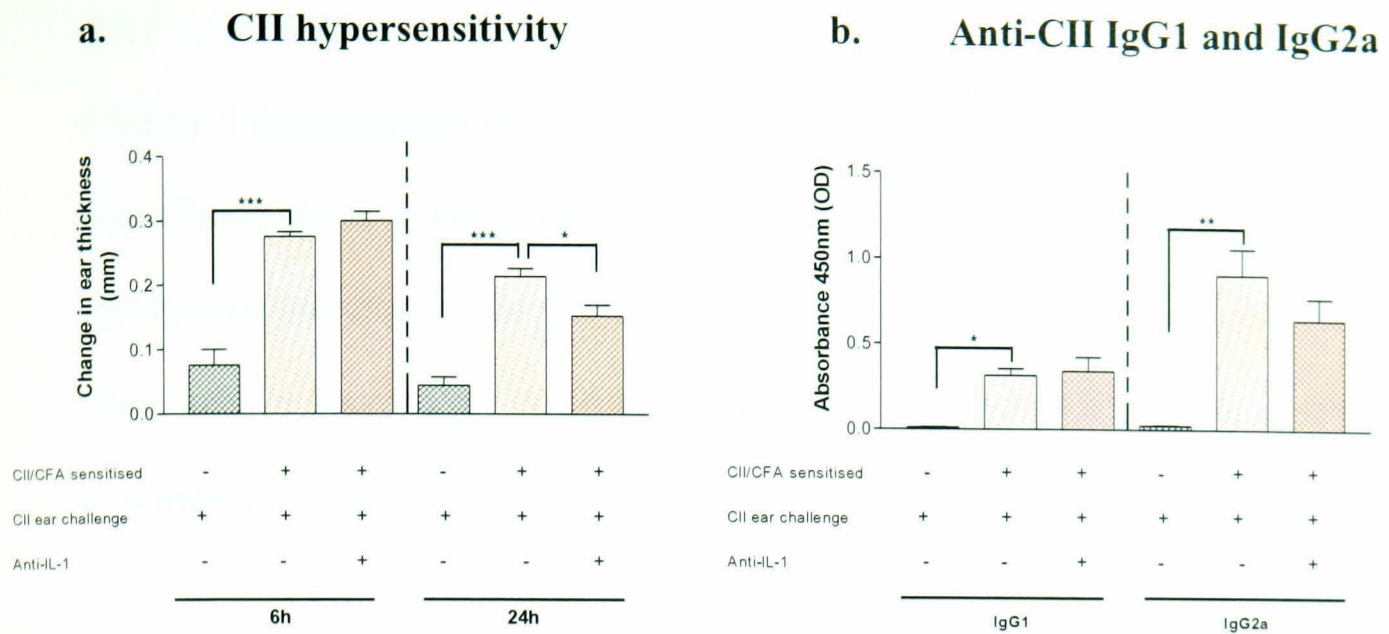 a. CII hypersensitivity
Change in ear thickness
(mm)
0.4
0.3
0.2
0.1
0.0
***
***
*
CII/CFA sensitised - + + - + +
CII ear challenge + + + + + +
Anti-IL-1 - - + - - +
6h 24h
b. Anti-CII IgG1 and IgG2a
Absorbance 450nm (OD)
1.5
1.0
0.5
0.0
*
**
CII/CFA sensitised - + + - + +
CII ear challenge + + + + + +
Anti-IL-1 - - + - - +
IgG1 IgG2a